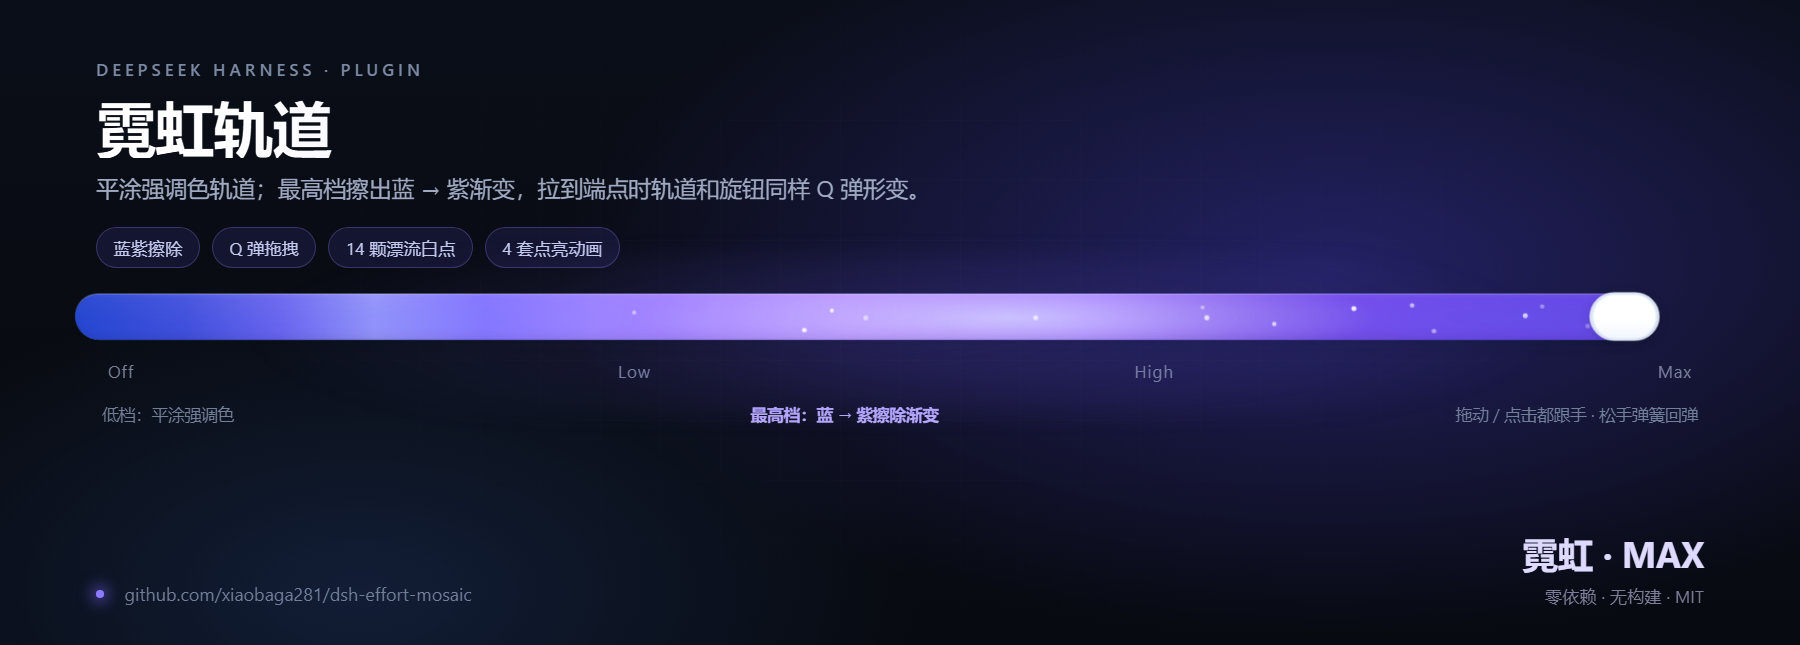 DEEPSEEK HARNESS · PLUGIN
霓虹轨道
平涂强调色轨道；最高档擦出蓝 → 紫渐变，拉到端点时轨道和旋钮同样 Q 弹形变。
蓝紫擦除 Q 弹拖拽 14 颗漂流白点 4 套点亮动画
Off Low High Max
低档：平涂强调色 最高档：蓝 → 紫擦除渐变 拖动 / 点击都跟手 · 松手弹簧回弹
霓虹 · MAX
github.com/xiaobaga281/dsh-effort-mosaic
零依赖 · 无构建 · MIT